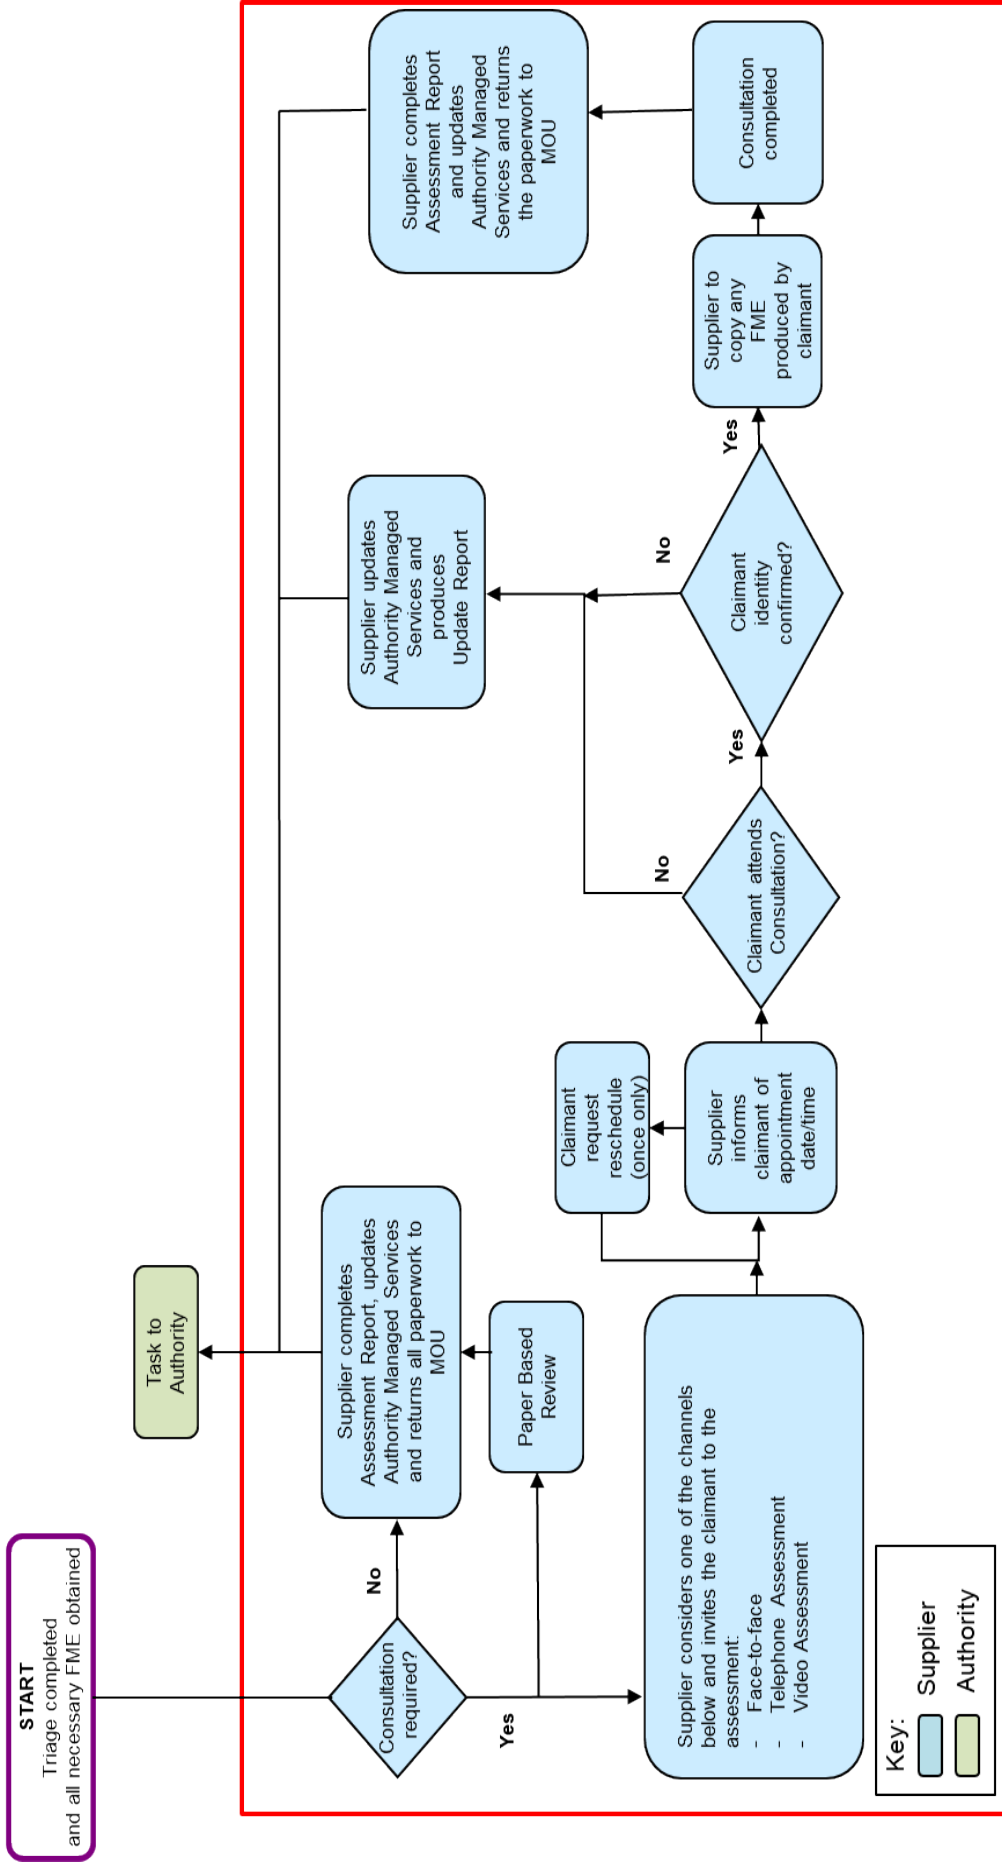 START
Triage completed
and all necessary FME obtained
Task to
Authority
Consultation
required?
No
Yes
Supplier completes
Assessment Report, updates
Authority Managed Services
and returns all paperwork to
MOU
Paper Based
Review
Supplier considers one of the channels
below and invites the claimant to the
assessment:
- Face-to-face
- Telephone Assessment
- Video Assessment
Claimant
request
reschedule
(once only)
Supplier
informs
claimant of
appointment
date/time
Claimant attends
Consultation?
No
Yes
Supplier updates
Authority Managed
Services and
produces
Update Report
Claimant
identity
confirmed?
No
Yes
Supplier to
copy any
FME
produced by
claimant
Consultation
completed
Supplier completes
Assessment Report
and updates
Authority Managed
Services and returns
the paperwork to
MOU
Key:
Supplier
Authority